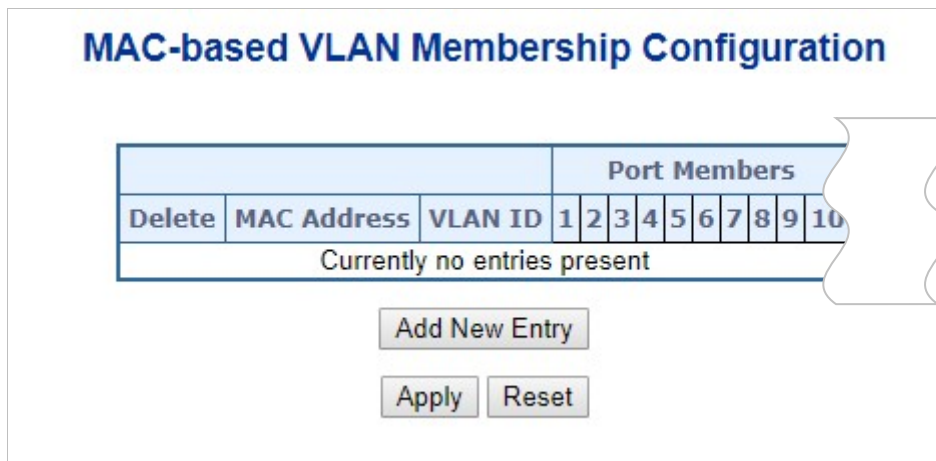 MAC-based VLAN Membership Configuration
Port Members
Delete MAC Address VLAN ID 1 2 3 4 5 6 7 8 9 10
Currently no entries present
Add New Entry
Apply Reset